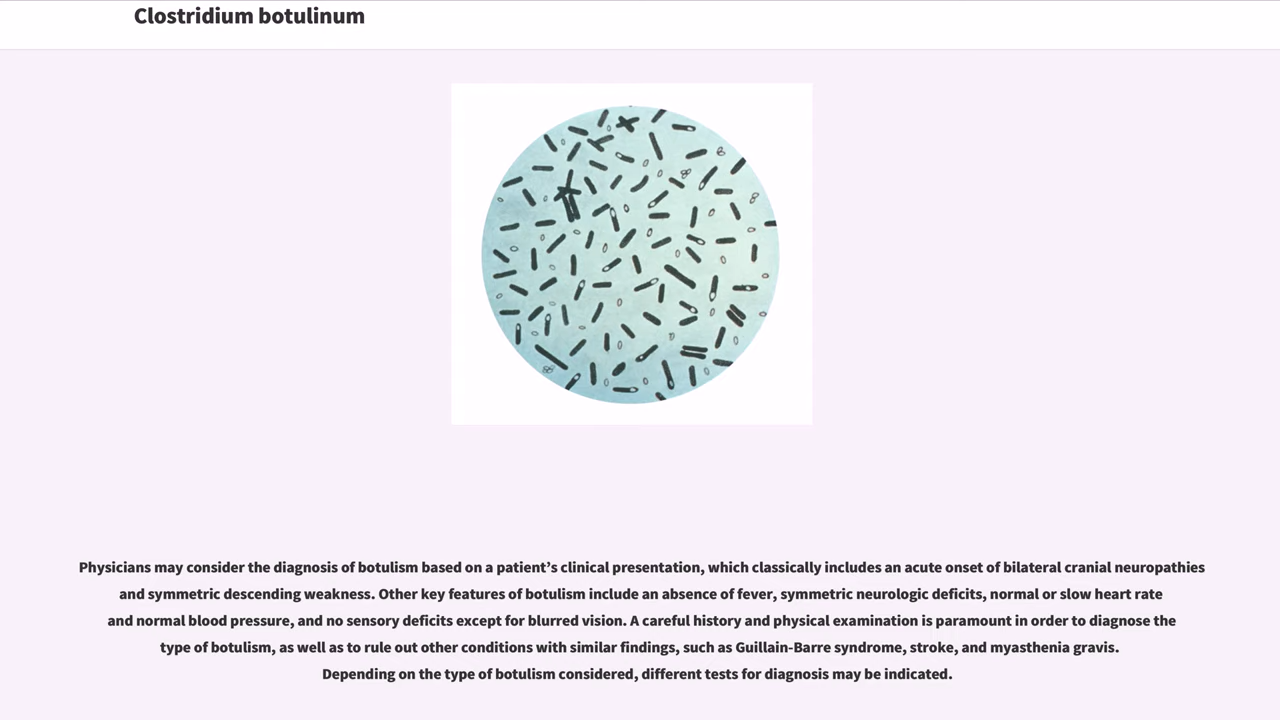 Clostridium botulinum
Physicians may consider the diagnosis of botulism based on a patient’s clinical presentation, which classically includes an acute onset of bilateral cranial neuropathies
and symmetric descending weakness. Other key features of botulism include an absence of fever, symmetric neurologic deficits, normal or slow heart rate
and normal blood pressure, and no sensory deficits except for blurred vision. A careful history and physical examination is paramount in order to diagnose the
type of botulism, as well as to rule out other conditions with similar findings, such as Guillain-Barre syndrome, stroke, and myasthenia gravis.
Depending on the type of botulism considered, different tests for diagnosis may be indicated.